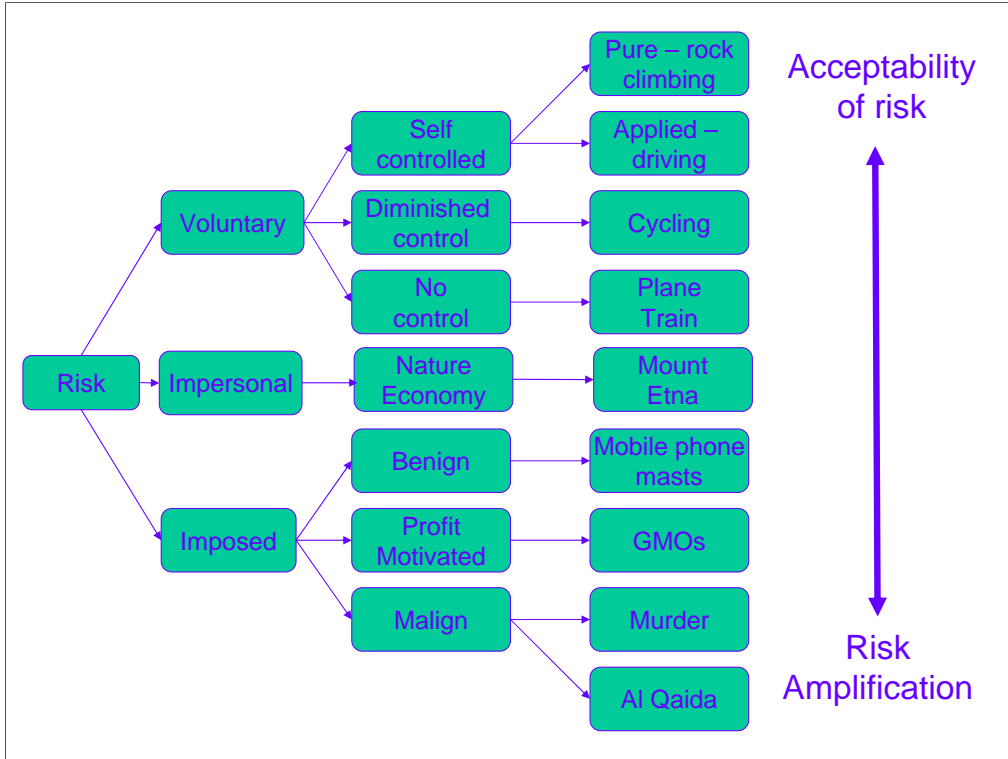 Pure – rock
climbing
Acceptability
of risk
Self
controlled
Applied –
driving
Voluntary
Diminished
control
Cycling
No
control
Plane
Train
Risk
Impersonal
Nature
Economy
Mount
Etna
Benign
Mobile phone
masts
Imposed
Profit
Motivated
GMOs
Malign
Murder
Risk
Amplification
Al Qaida